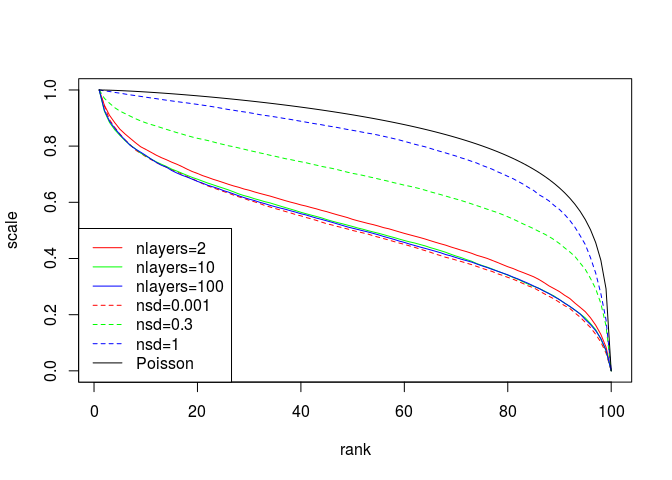 1.0
0.8
0.6
0.4
0.2
0.0
scale
nlayers=2
nlayers=10
nlayers=100
nsd=0.001
nsd=0.3
nsd=1
Poisson
0 20 40 60 80 100
rank